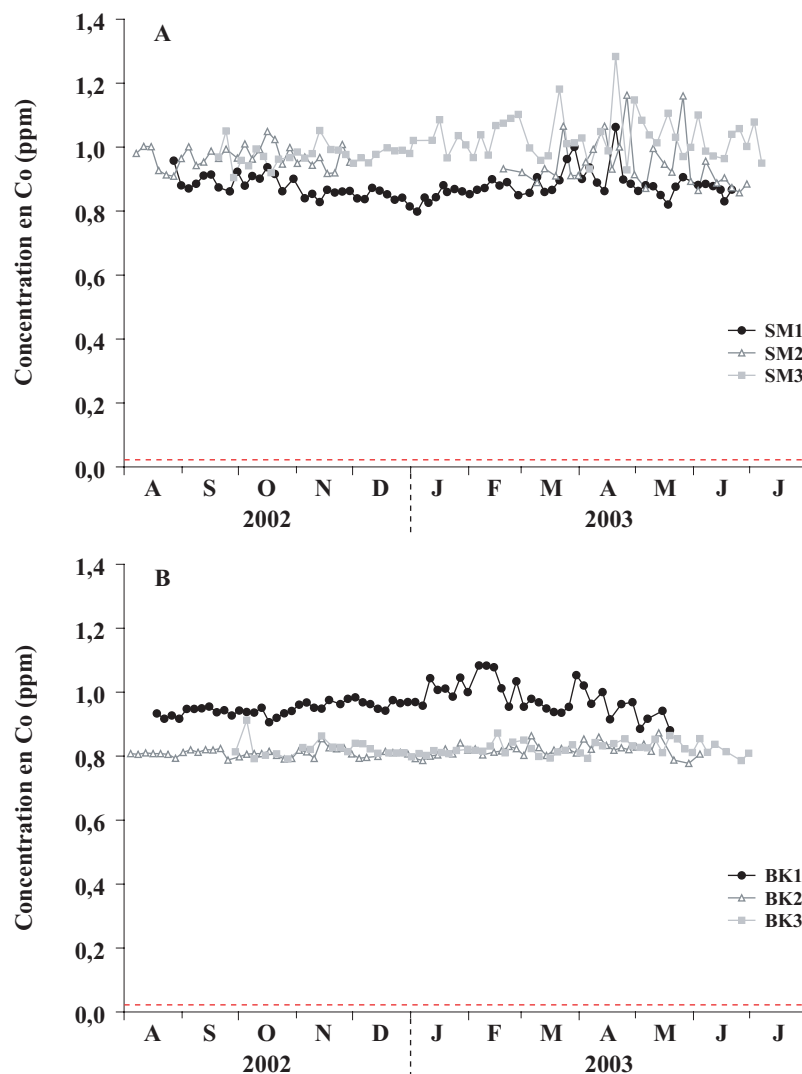 A
Concentration en Co (ppm)
1,4
1,2
1,0
0,8
0,6
0,4
0,2
0,0
SM1
SM2
SM3
A S O N D J F M A M J J
2002 2003
B
Concentration en Co (ppm)
1,4
1,2
1,0
0,8
0,6
0,4
0,2
0,0
BK1
BK2
BK3
A S O N D J F M A M J J
2002 2003